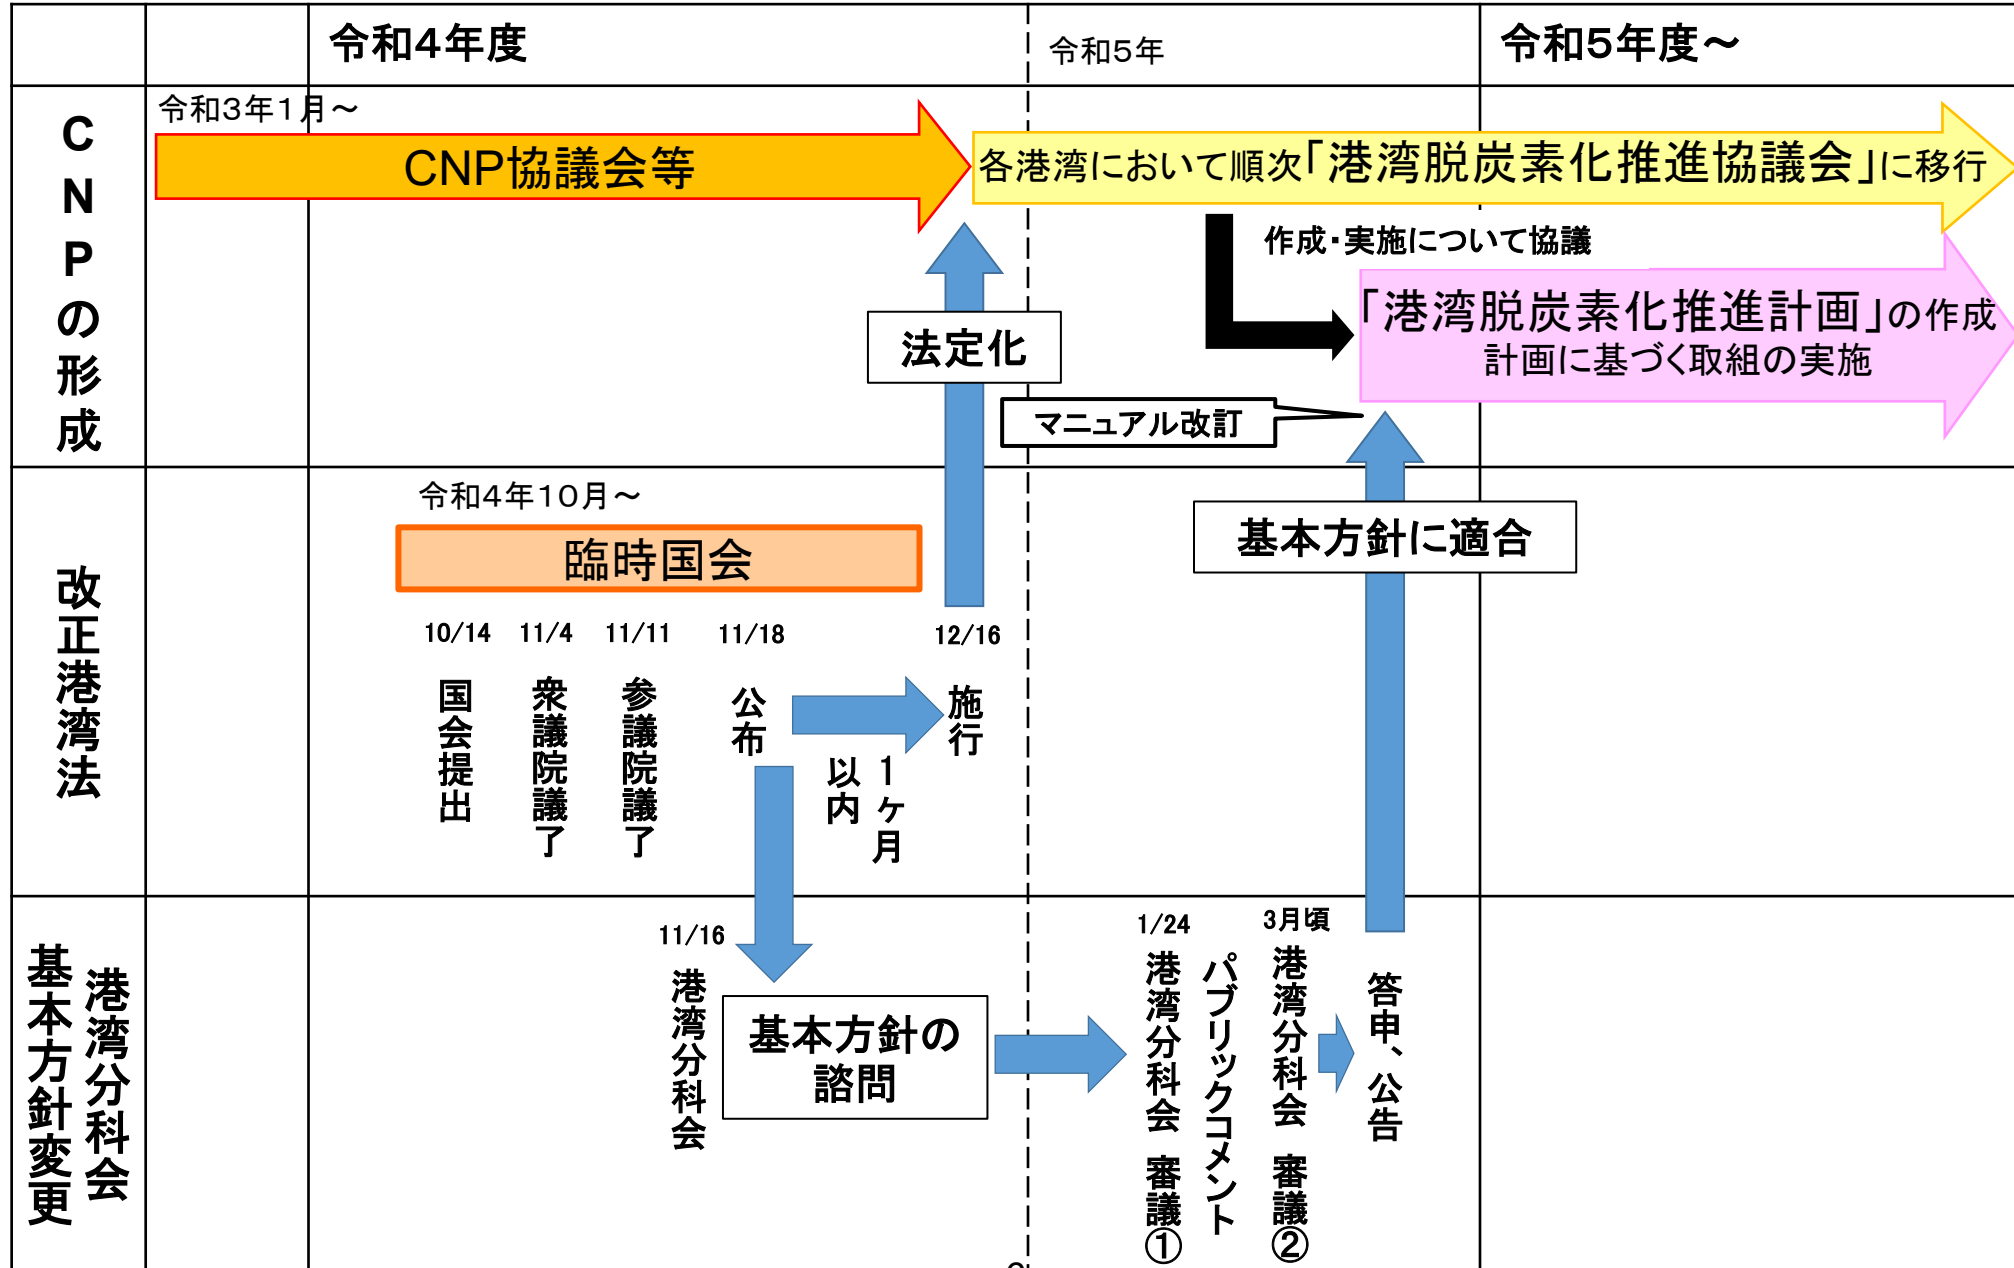 令和4年度
令和5年
令和5年度～
CNPの形成
令和3年1月～
CNP協議会等
各港湾において順次「港湾脱炭素化推進協議会」に移行
作成・実施について協議
「港湾脱炭素化推進計画」の作成
計画に基づく取組の実施
法定化
マニュアル改訂
改正港湾法
令和4年10月～
臨時国会
基本方針に適合
10/14
国会提出
11/4
衆議院議了
11/11
参議院議了
11/18
公布
1ヶ月
以内
12/16
施行
港湾分科会
基本方針変更
11/16
港湾分科会
基本方針の
諮問
1/24
港湾分科会 審議①
パブリックコメント
3月頃
港湾分科会 審議②
答申、公告